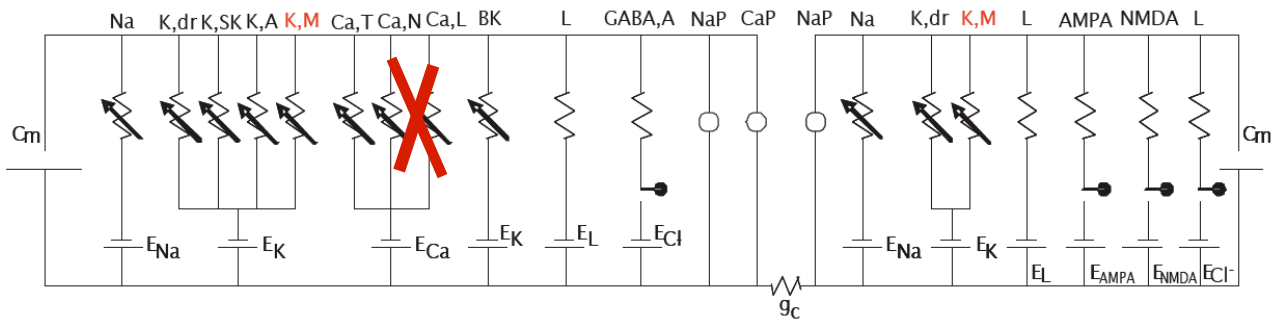 Na K,dr K,SK K,A K,M Ca,T Ca,N Ca,L BK L GABA,A NaP CaP NaP Na K,dr K,M L AMPA NMDA L
Cm Cm
ENa EK ECa EK EL ECl ENa EK EL EAMPA ENMDA ECl-
gc